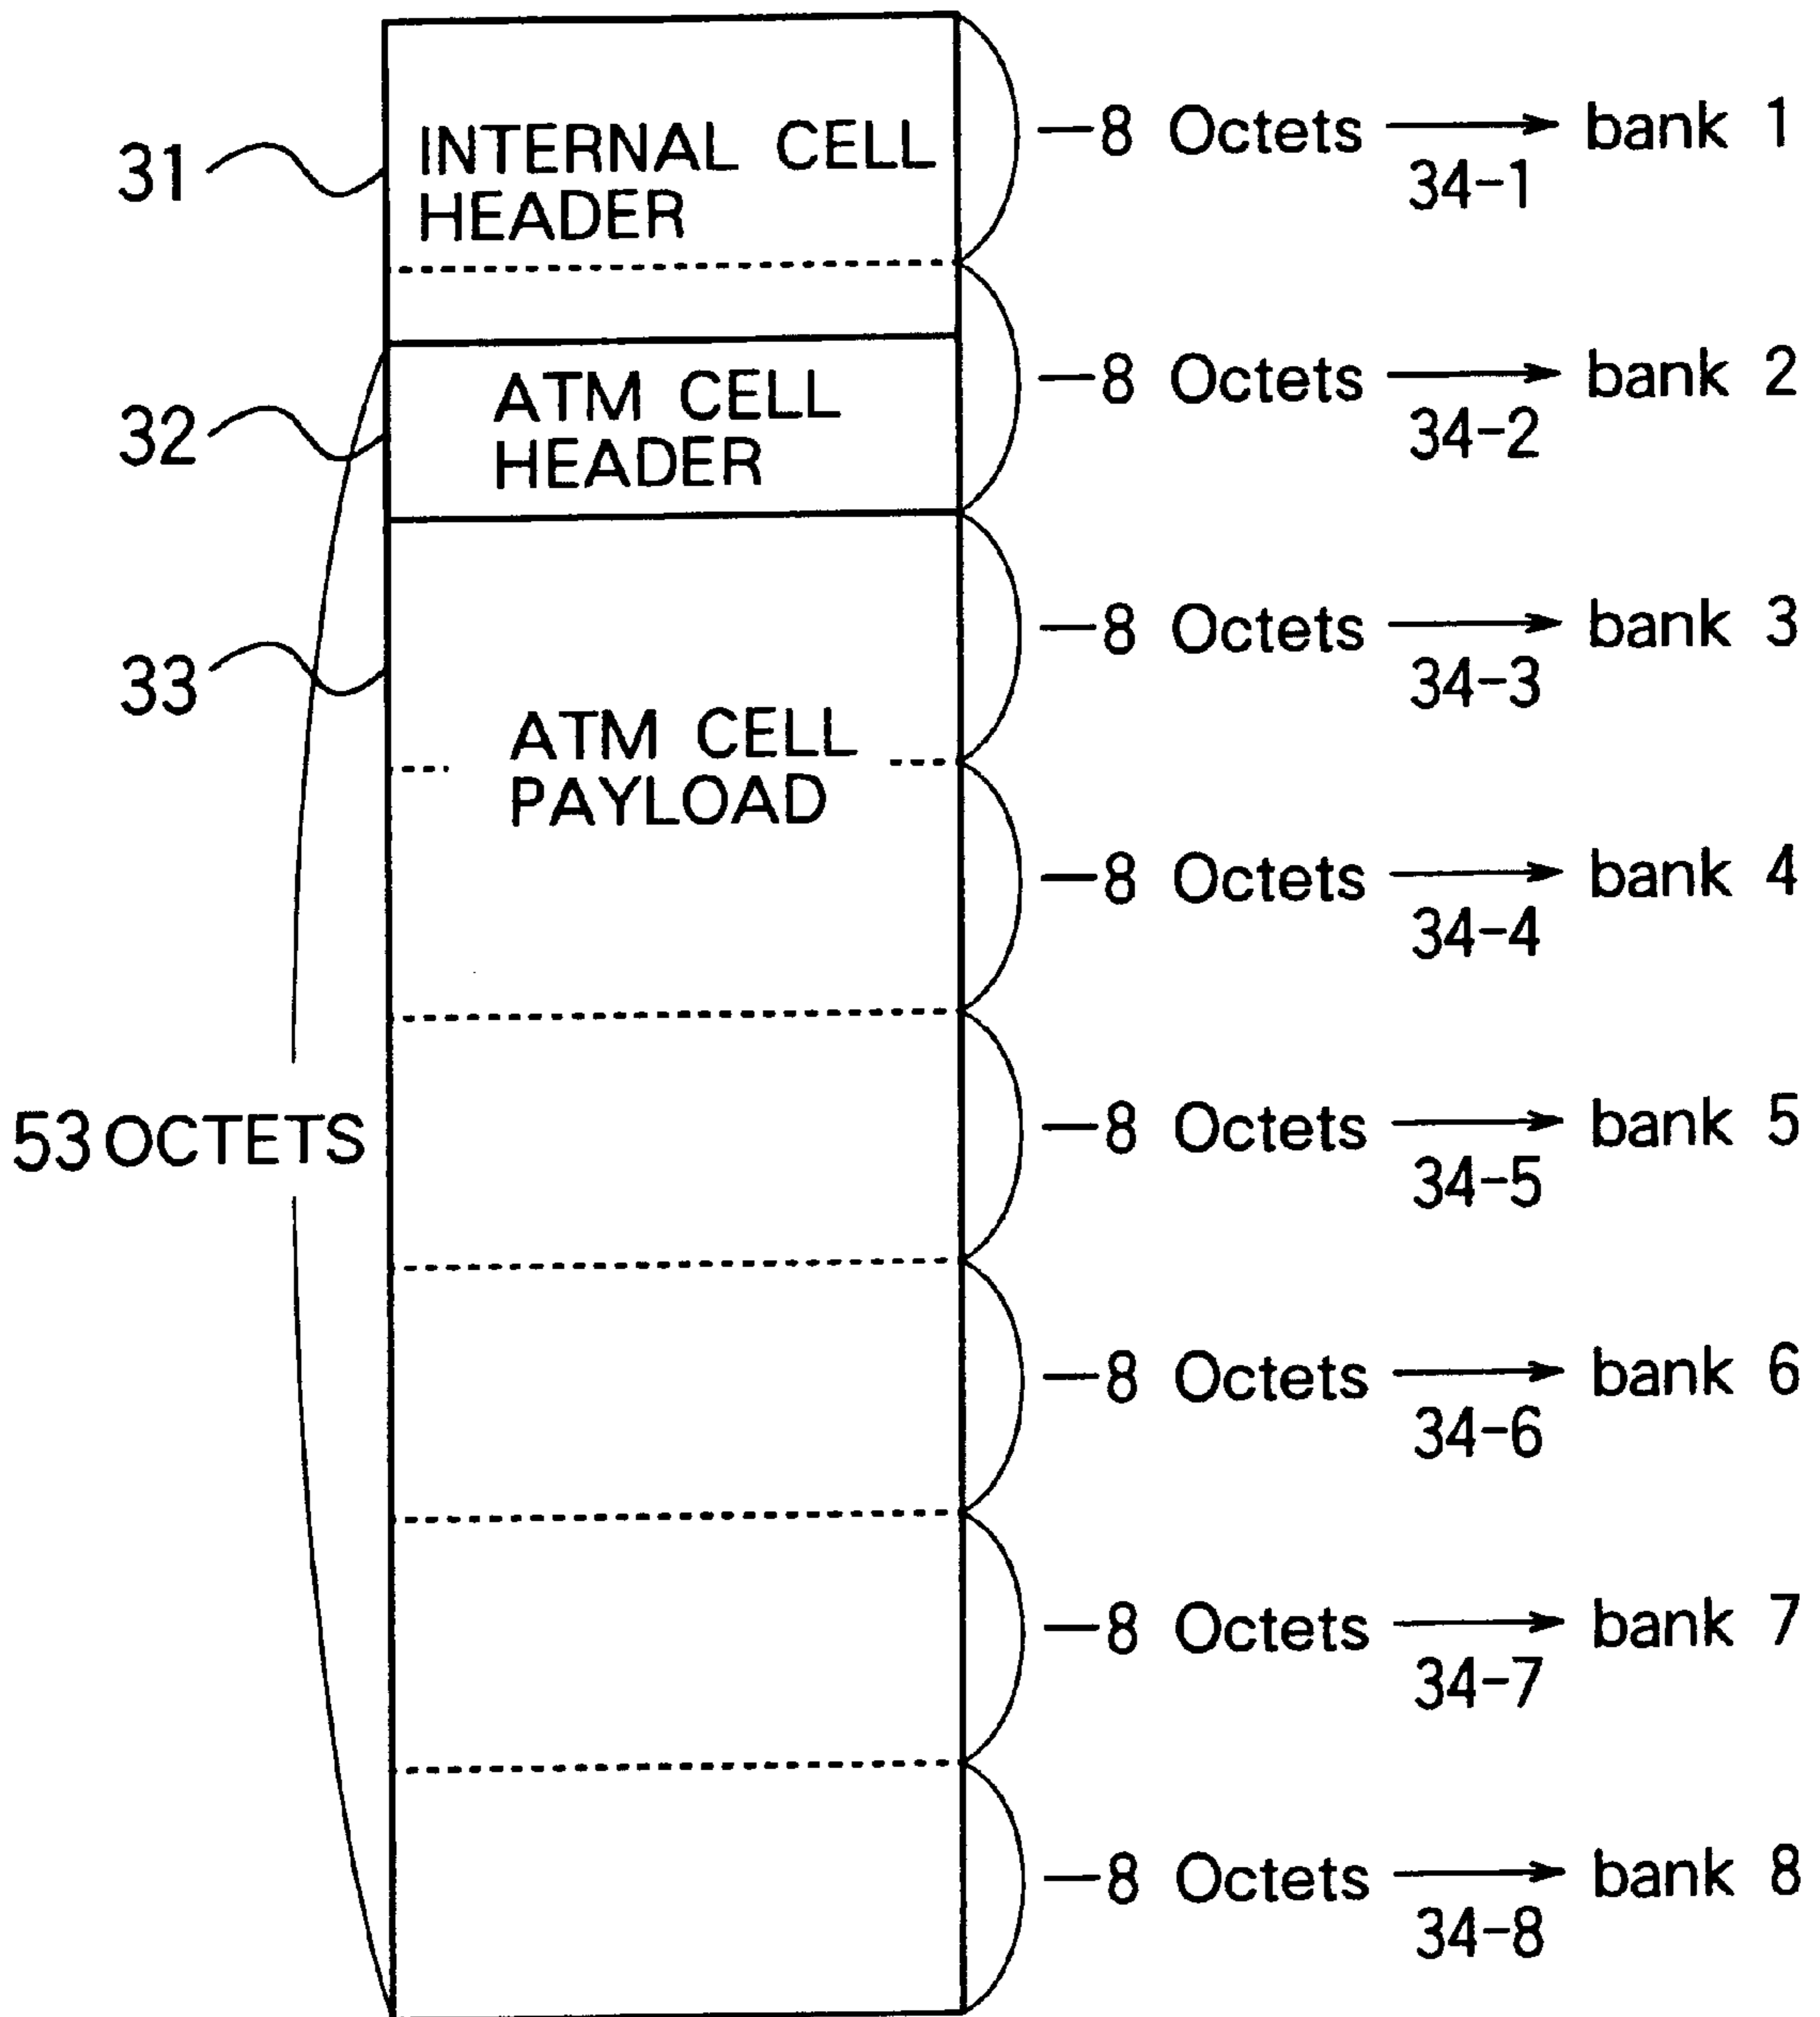 31
INTERNAL CELL
HEADER
—8 Octets → bank 1
34-1
32
ATM CELL
HEADER
—8 Octets → bank 2
34-2
33
—8 Octets → bank 3
34-3
ATM CELL
PAYLOAD
—8 Octets → bank 4
34-4
53 OCTETS
—8 Octets → bank 5
34-5
—8 Octets → bank 6
34-6
—8 Octets → bank 7
34-7
—8 Octets → bank 8
34-8